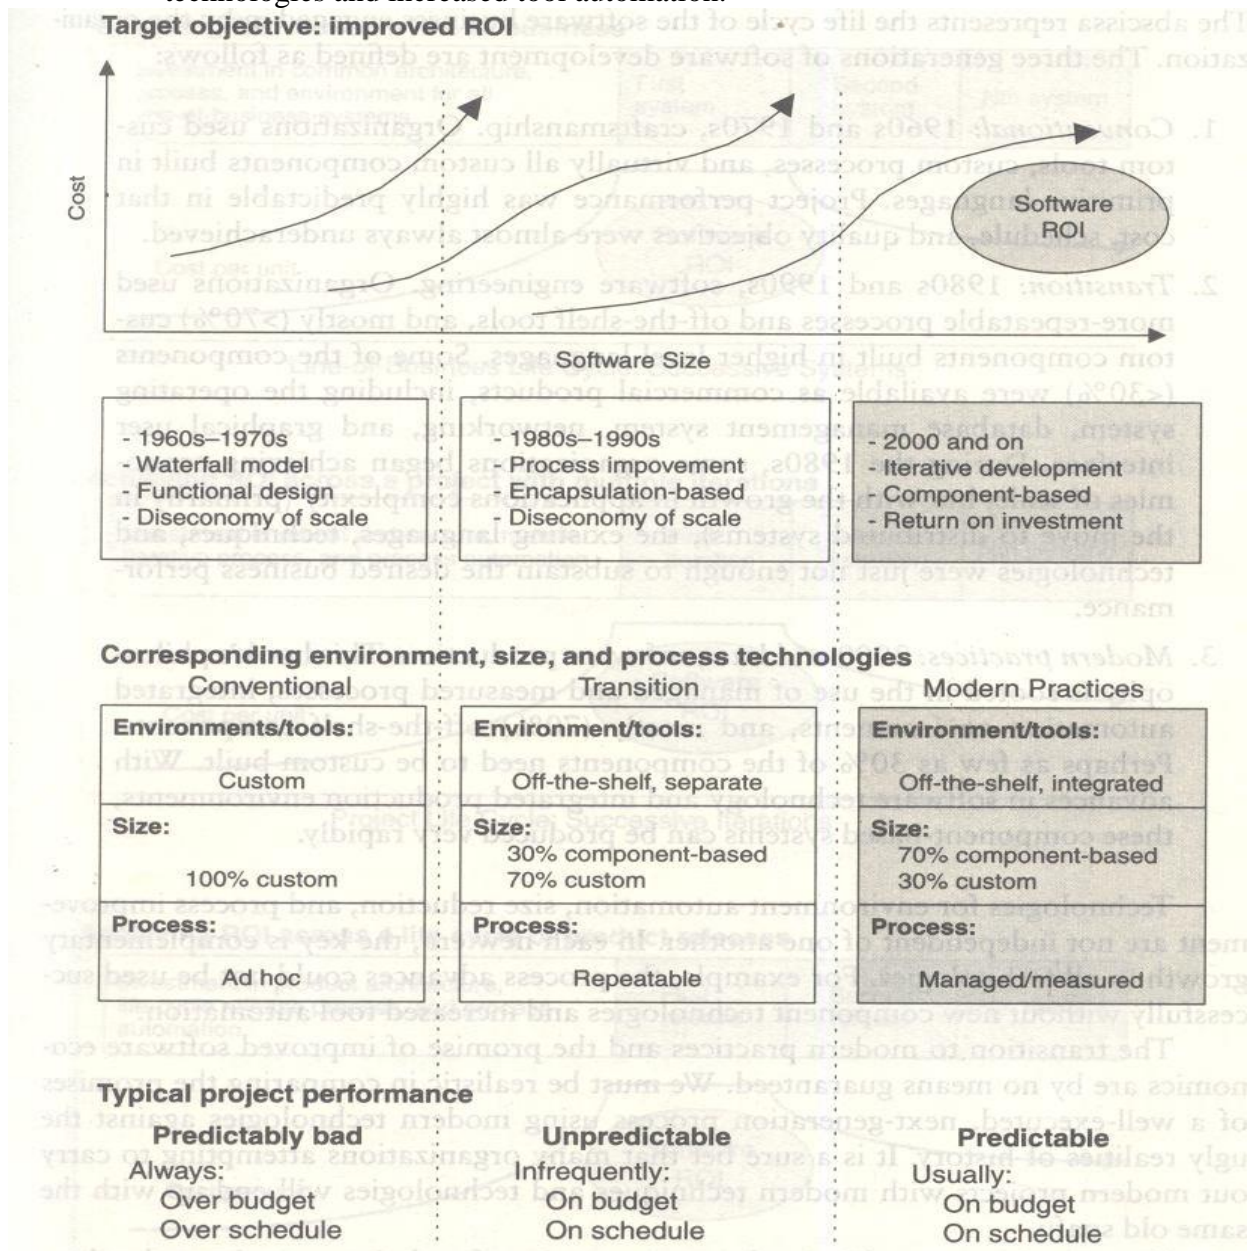 technologies and increased tool automation.
Target objective: improved ROI
Cost
Software
ROI
Software Size
- 1960s–1970s
- Waterfall model
- Functional design
- Diseconomy of scale
- 1980s–1990s
- Process impovement
- Encapsulation-based
- Diseconomy of scale
- 2000 and on
- Iterative development
- Component-based
- Return on investment
Corresponding environment, size, and process technologies
Conventional
Transition
Modern Practices
Environments/tools:
Custom
Size:
100% custom
Process:
Ad hoc
Environment/tools:
Off-the-shelf, separate
Size:
30% component-based
70% custom
Process:
Repeatable
Environment/tools:
Off-the-shelf, integrated
Size:
70% component-based
30% custom
Process:
Managed/measured
Typical project performance
Predictably bad
Always:
Over budget
Over schedule
Unpredictable
Infrequently:
On budget
On schedule
Predictable
Usually:
On budget
On schedule